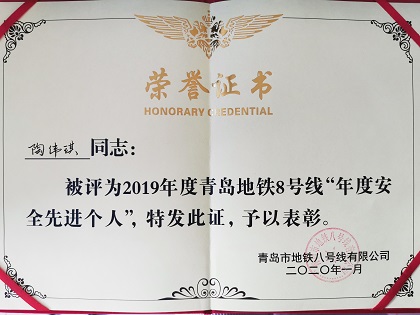 荣誉证书
HONORARY CREDENTIAL
陶伟琪同志：
被评为2019年度青岛地铁8号线“年度安
全先进个人”，特发此证，予以表彰。
青岛市地铁八号线有限公司
二〇二〇年一月